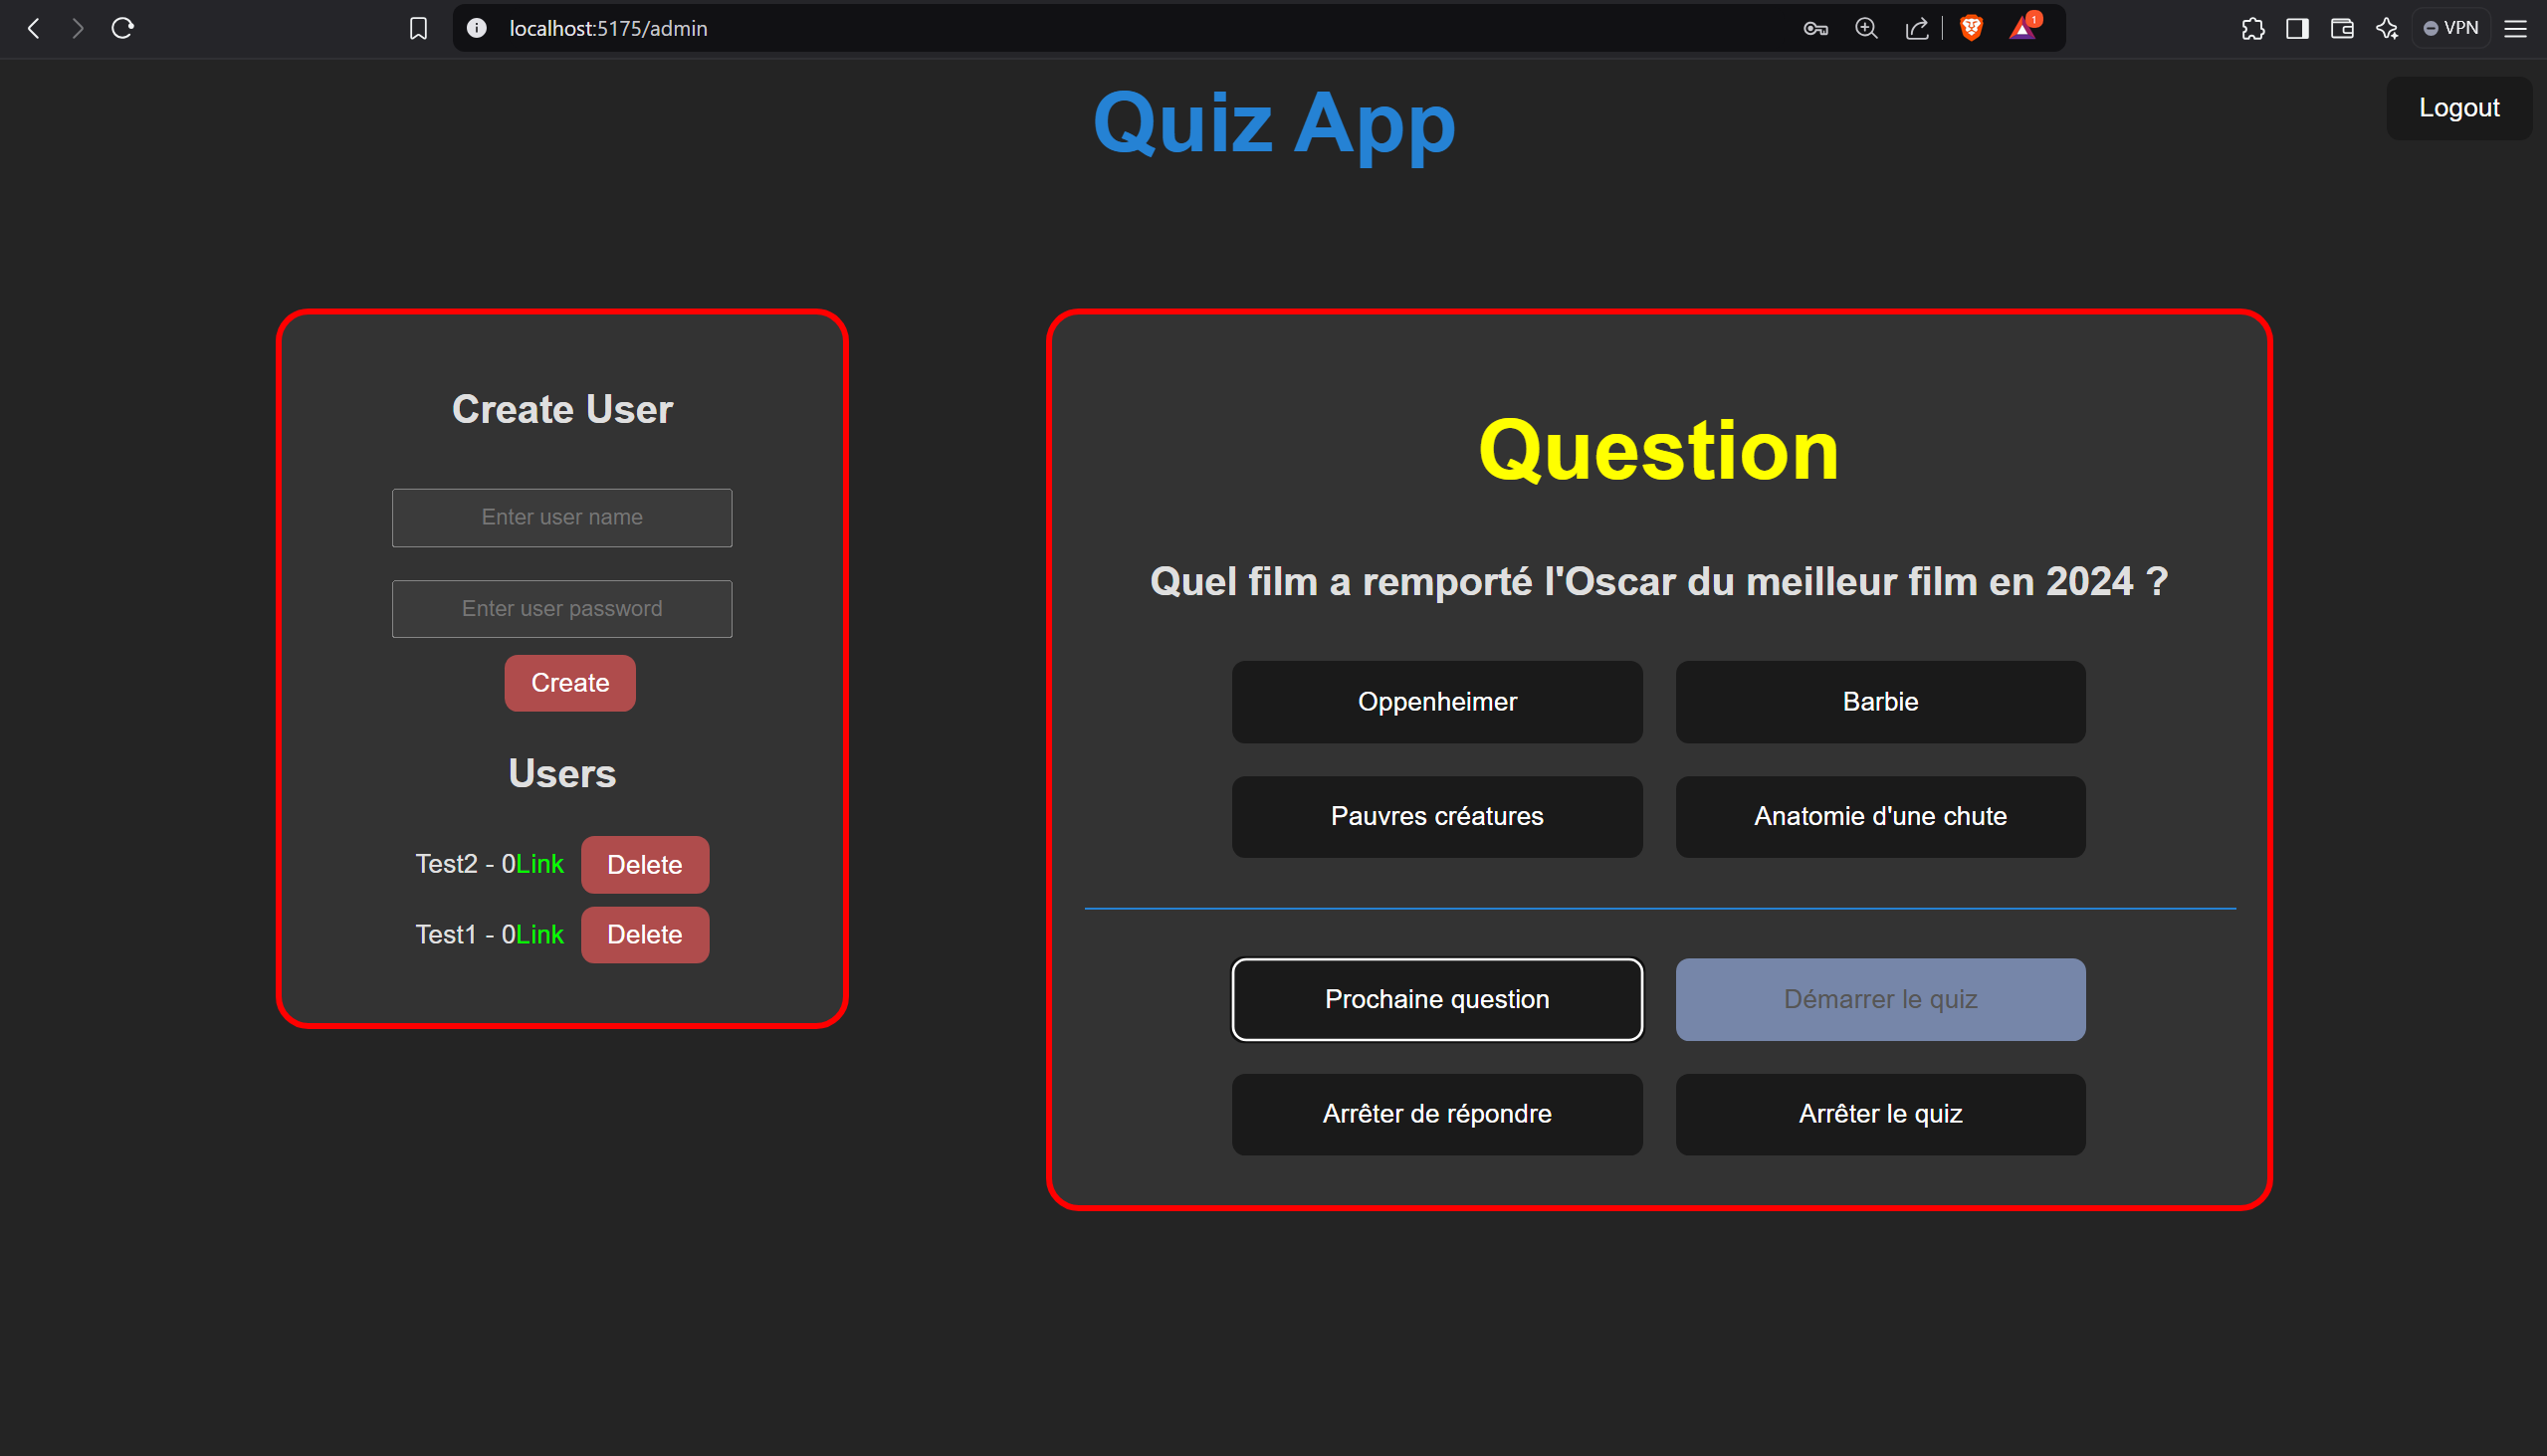 localhost:5175/admin
1
VPN
Quiz App
Logout
Create User
Enter user name
Enter user password
Create
Users
Test2 - 0Link Delete
Test1 - 0Link Delete
Question
Quel film a remporté l'Oscar du meilleur film en 2024 ?
Oppenheimer Barbie
Pauvres créatures Anatomie d'une chute
Prochaine question Démarrer le quiz
Arrêter de répondre Arrêter le quiz